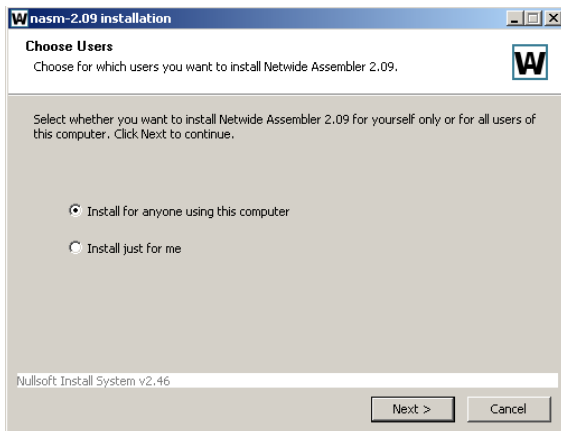 nasm-2.09 installation
Choose Users
Choose for which users you want to install Netwide Assembler 2.09.
Select whether you want to install Netwide Assembler 2.09 for yourself only or for all users of
this computer. Click Next to continue.
Install for anyone using this computer
Install just for me
Nullsoft Install System v2.46
Next >
Cancel